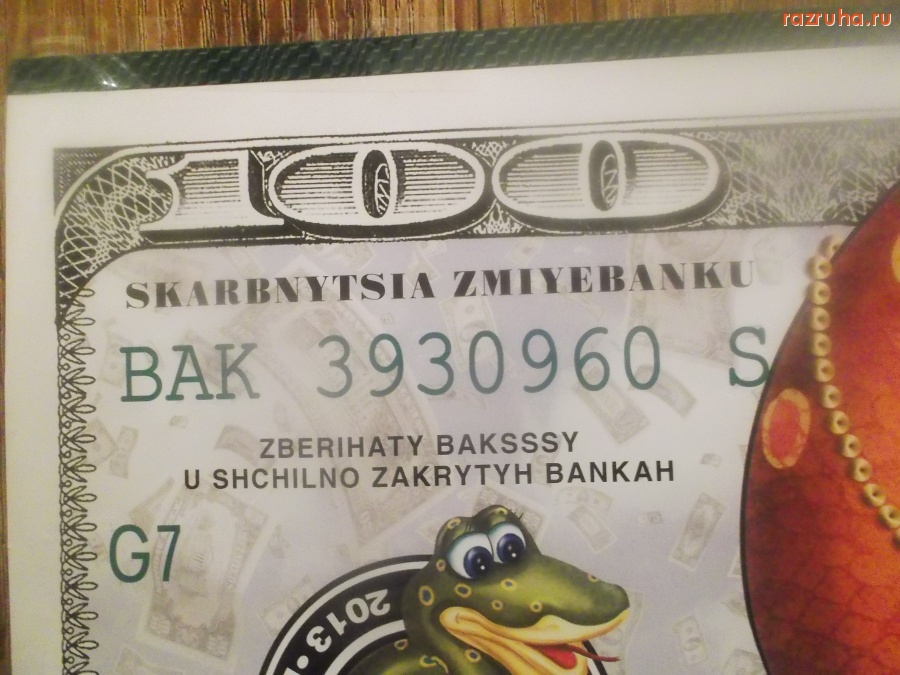 razruha.ru
100
SKARBNYTSIA ZMIYEBANKU
BAK 3930960 S
ZBERIHATY BAKSSSY
U SHCHILNO ZAKRYTYH BANKAH
G7
2013 •